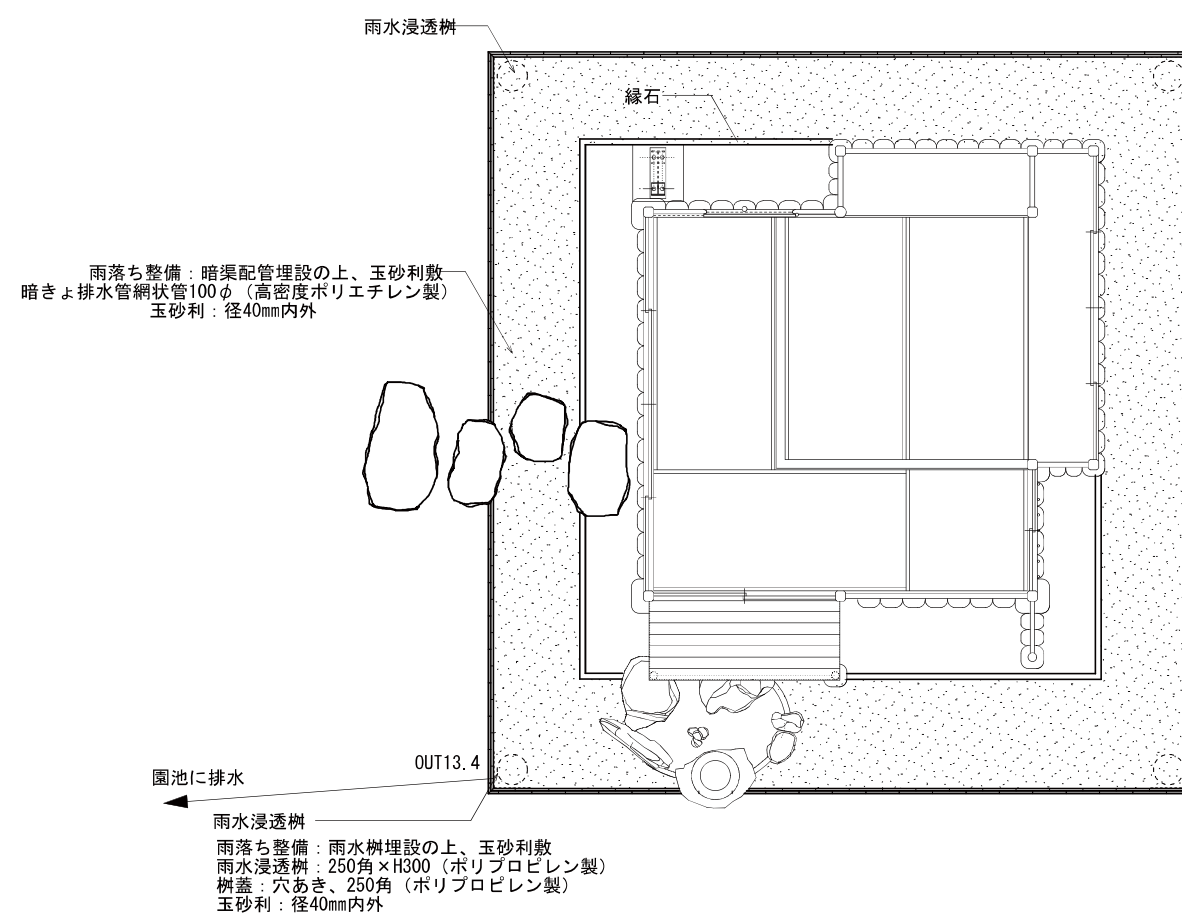 雨水浸透桝
縁石
雨落ち整備：暗渠配管埋設の上、玉砂利敷
暗きょ排水管網状管100φ（高密度ポリエチレン製）
玉砂利：径40㎜内外
OUT13.4
園池に排水
雨水浸透桝
雨落ち整備：雨水桝埋設の上、玉砂利敷
雨水浸透桝：250角×H300（ポリプロピレン製）
桝蓋：穴あき、250角（ポリプロピレン製）
玉砂利：径40㎜内外